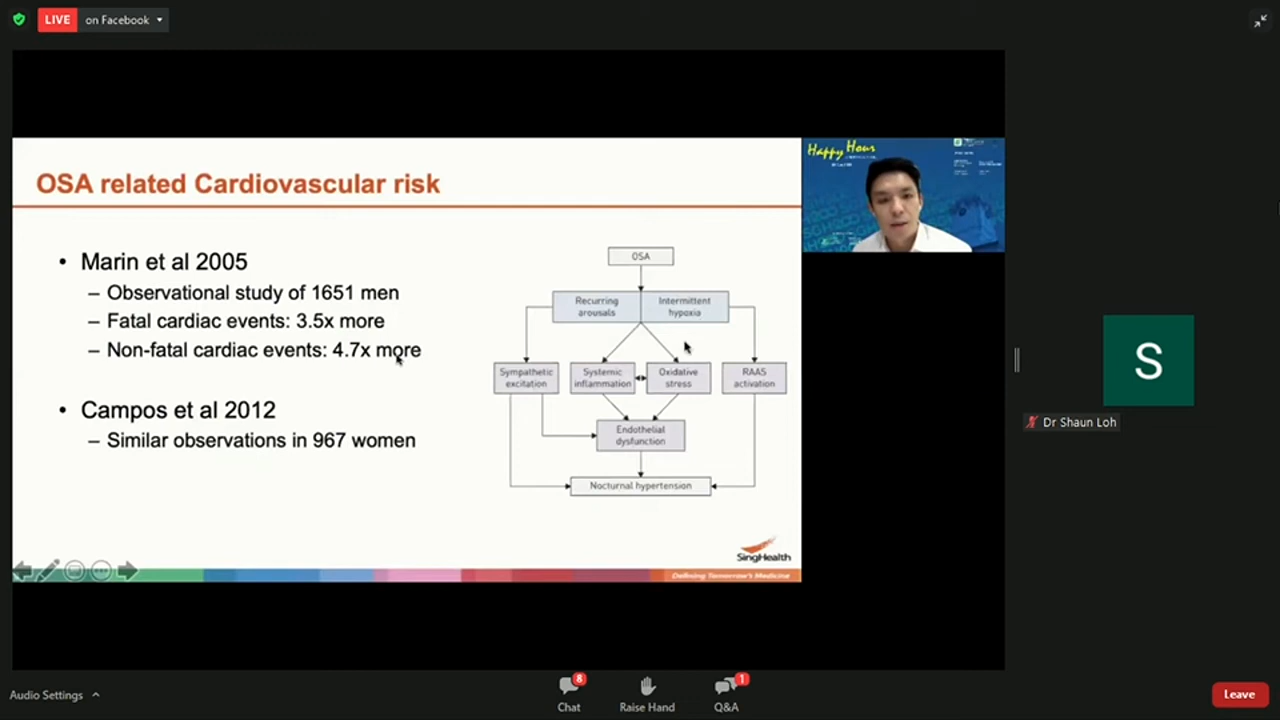 LIVE on Facebook
OSA related Cardiovascular risk
• Marin et al 2005
– Observational study of 1651 men
– Fatal cardiac events: 3.5x more
– Non-fatal cardiac events: 4.7x more
• Campos et al 2012
– Similar observations in 967 women
OSA
Recurring
arousals
Intermittent
hypoxia
Sympathetic
excitation
Systemic
inflammation
Oxidative
stress
RAAS
activation
Endothelial
dysfunction
Nocturnal hypertension
SingHealth
Defining Tomorrow's Medicine
Happy Hour
S
Dr Shaun Loh
Audio Settings
8
Chat
Raise Hand
1
Q&A
Leave